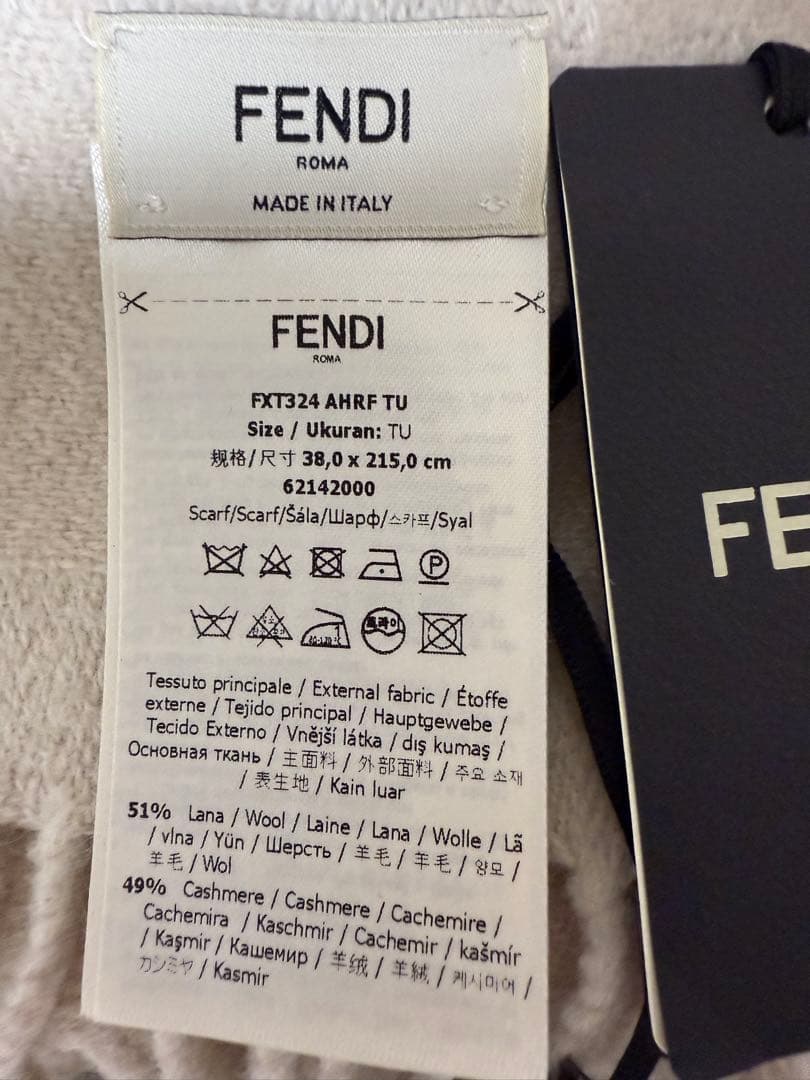 FENDI
ROMA
MADE IN ITALY
FENDI
ROMA
FXT324 AHRF TU
Size / Ukuran: TU
规格/尺寸 38,0 x 215,0 cm
62142000
Scarf/Scarf/Šála/Шарф/스카프/Syal
P
드라이
Tessuto principale / External fabric / Étoffe
externe / Tejido principal / Hauptgewebe /
Tecido Externo / Vnější látka / dış kumaş /
Основная ткань / 主面料 / 外部面料 / 주요 소재
/ 表生地 / Kain luar
51% Lana / Wool / Laine / Lana / Wolle / Lã
/ vlna / Yün / Шерсть / 羊毛 / 羊毛 / 양모 /
羊毛 / Wol
49% Cashmere / Cashmere / Cachemire /
Cachemira / Kaschmir / Cachemir / kašmír
/ Kaşmir / Кашемир / 羊绒 / 羊絨 / 케시미어 /
カシミヤ / Kasmir
FE